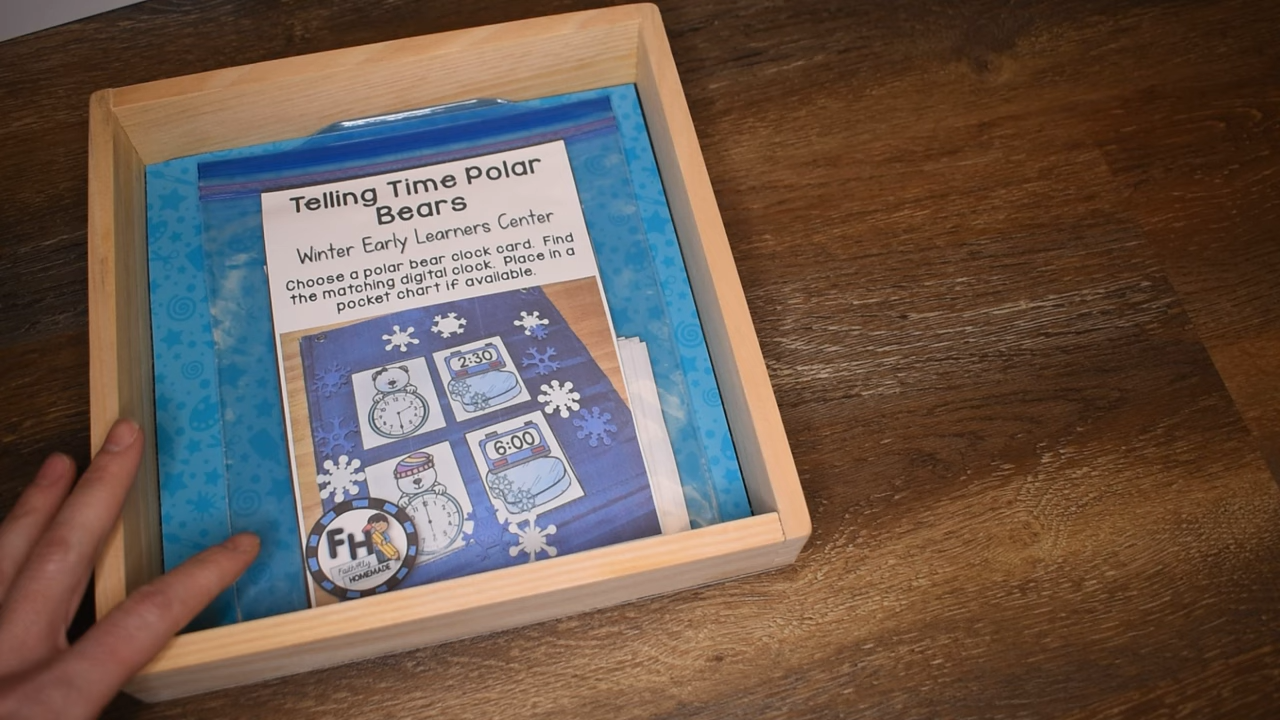 Telling Time Polar
Bears
Winter Early Learners Center
Choose a polar bear clock card. Find
the matching digital clock. Place in a
pocket chart if available.
2:30
6:00
FH
Faithfully
HOMEMADE